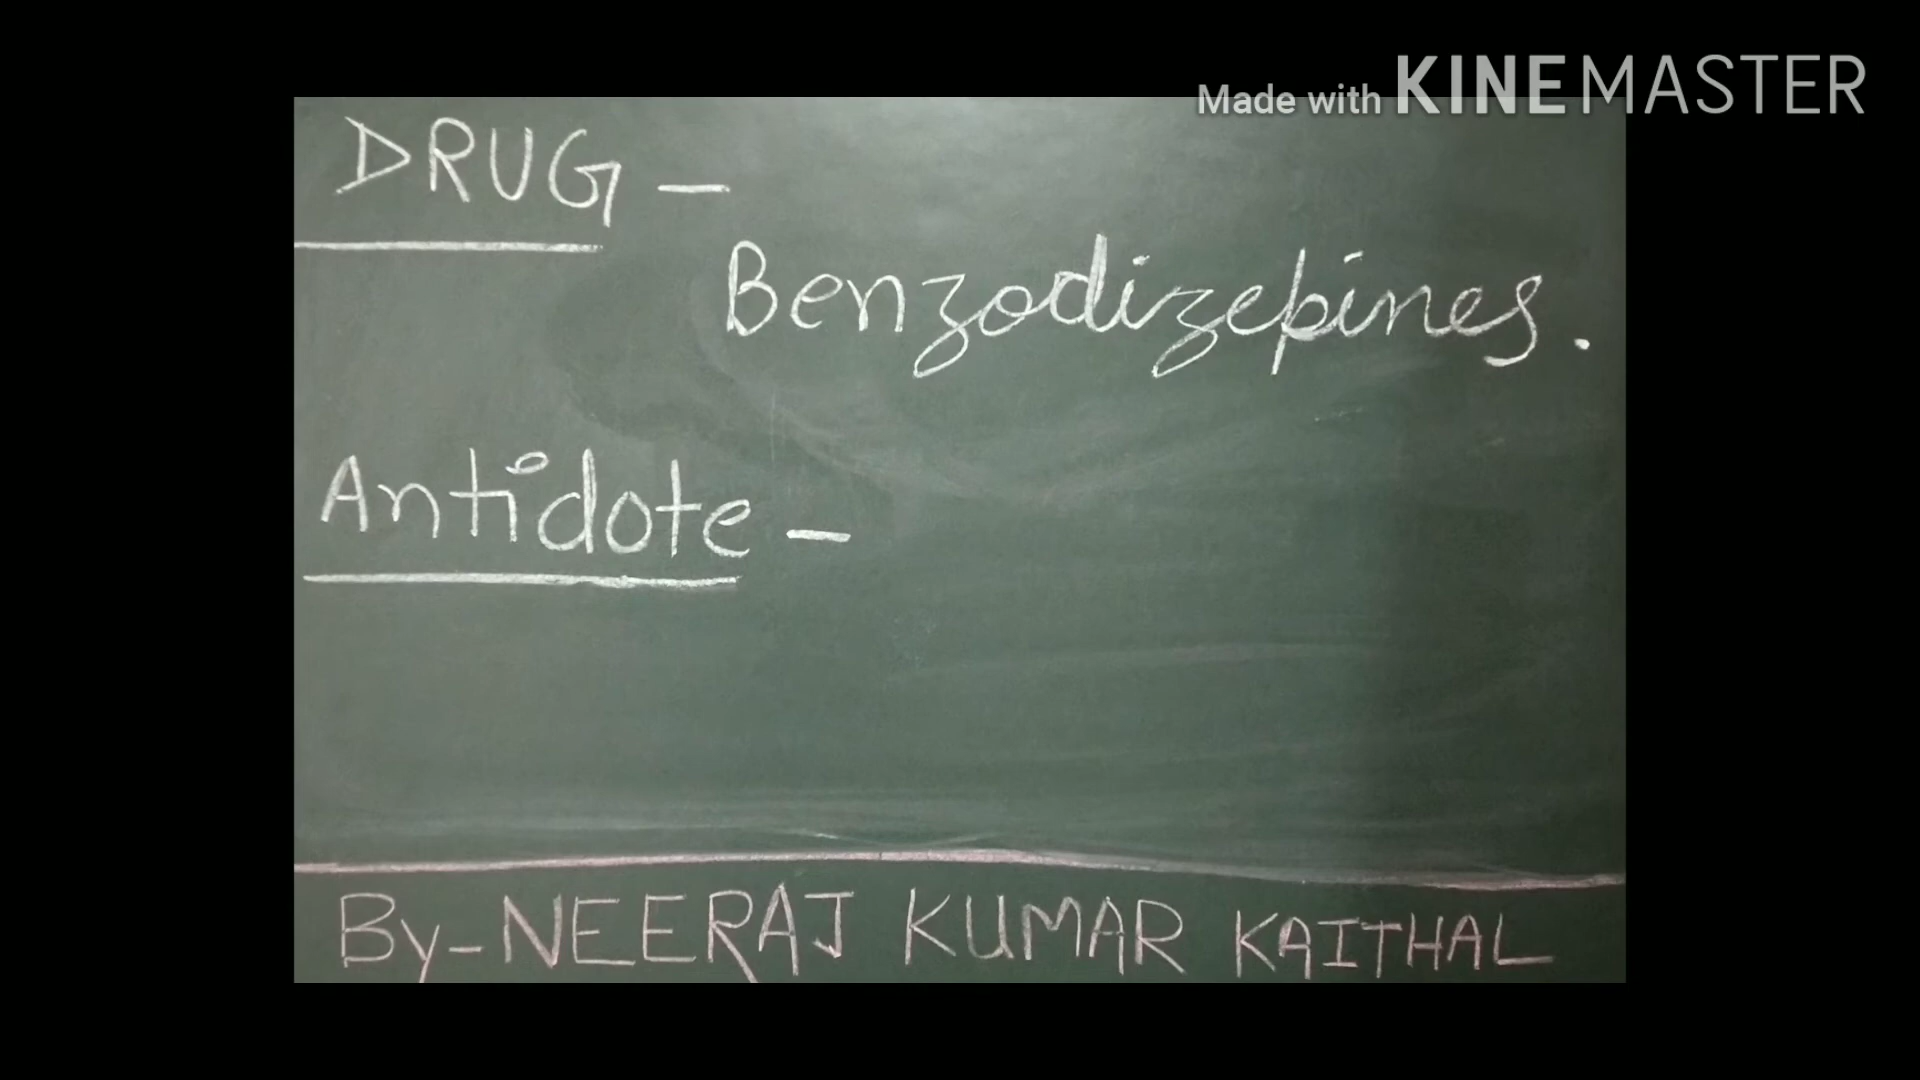 Made with KINEMASTER
DRUG -
Benzodizepines.
Antidote -
By-NEERAJ KUMAR KAITHAL